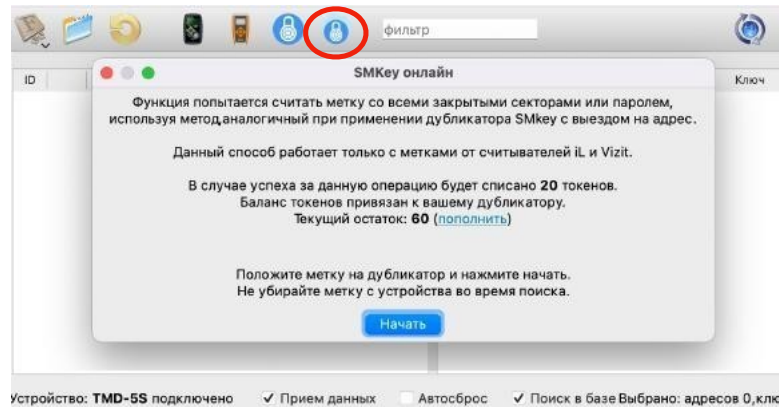 фильтр
ID
Ключ
SMKey онлайн
Функция попытается считать метку со всеми закрытыми секторами или паролем,
используя метод,аналогичный при применении дубликатора SMkey с выездом на адрес.
Данный способ работает только с метками от считывателей iL и Vizit.
В случае успеха за данную операцию будет списано 20 токенов.
Баланс токенов привязан к вашему дубликатору.
Текущий остаток: 60 (пополнить)
Положите метку на дубликатор и нажмите начать.
Не убирайте метку с устройства во время поиска.
Начать
Устройство: TMD-5S подключено Прием данных Автосброс Поиск в базе Выбрано: адресов 0,клю